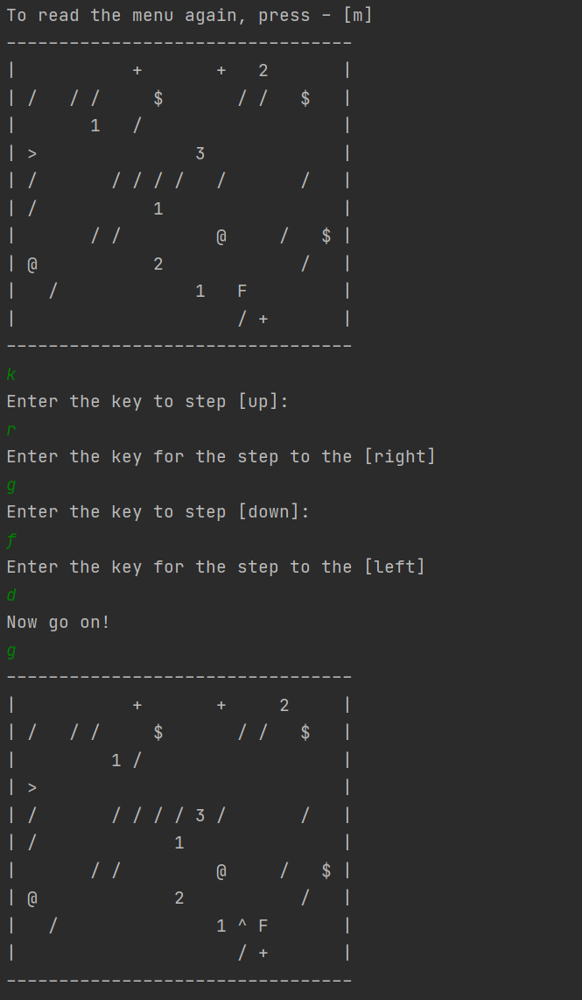 To read the menu again, press - [m]
---------------------------------
|           +       +   2       |
| /   / /     $       / /   $   |
|       1   /                   |
| >               3             |
| /       / / / /   /       /   |
| /           1                 |
|       / /         @     /   $ |
| @           2             /   |
|   /             1   F         |
|                     / +       |
---------------------------------
k
Enter the key to step [up]:
r
Enter the key for the step to the [right]
g
Enter the key to step [down]:
f
Enter the key for the step to the [left]
d
Now go on!
g
---------------------------------
|           +       +     2     |
| /   / /     $       / /   $   |
|         1 /                   |
| >                             |
| /       / / / / 3 /       /   |
| /             1               |
|       / /         @     /   $ |
| @             2           /   |
|   /               1 ^ F       |
|                     / +       |
---------------------------------